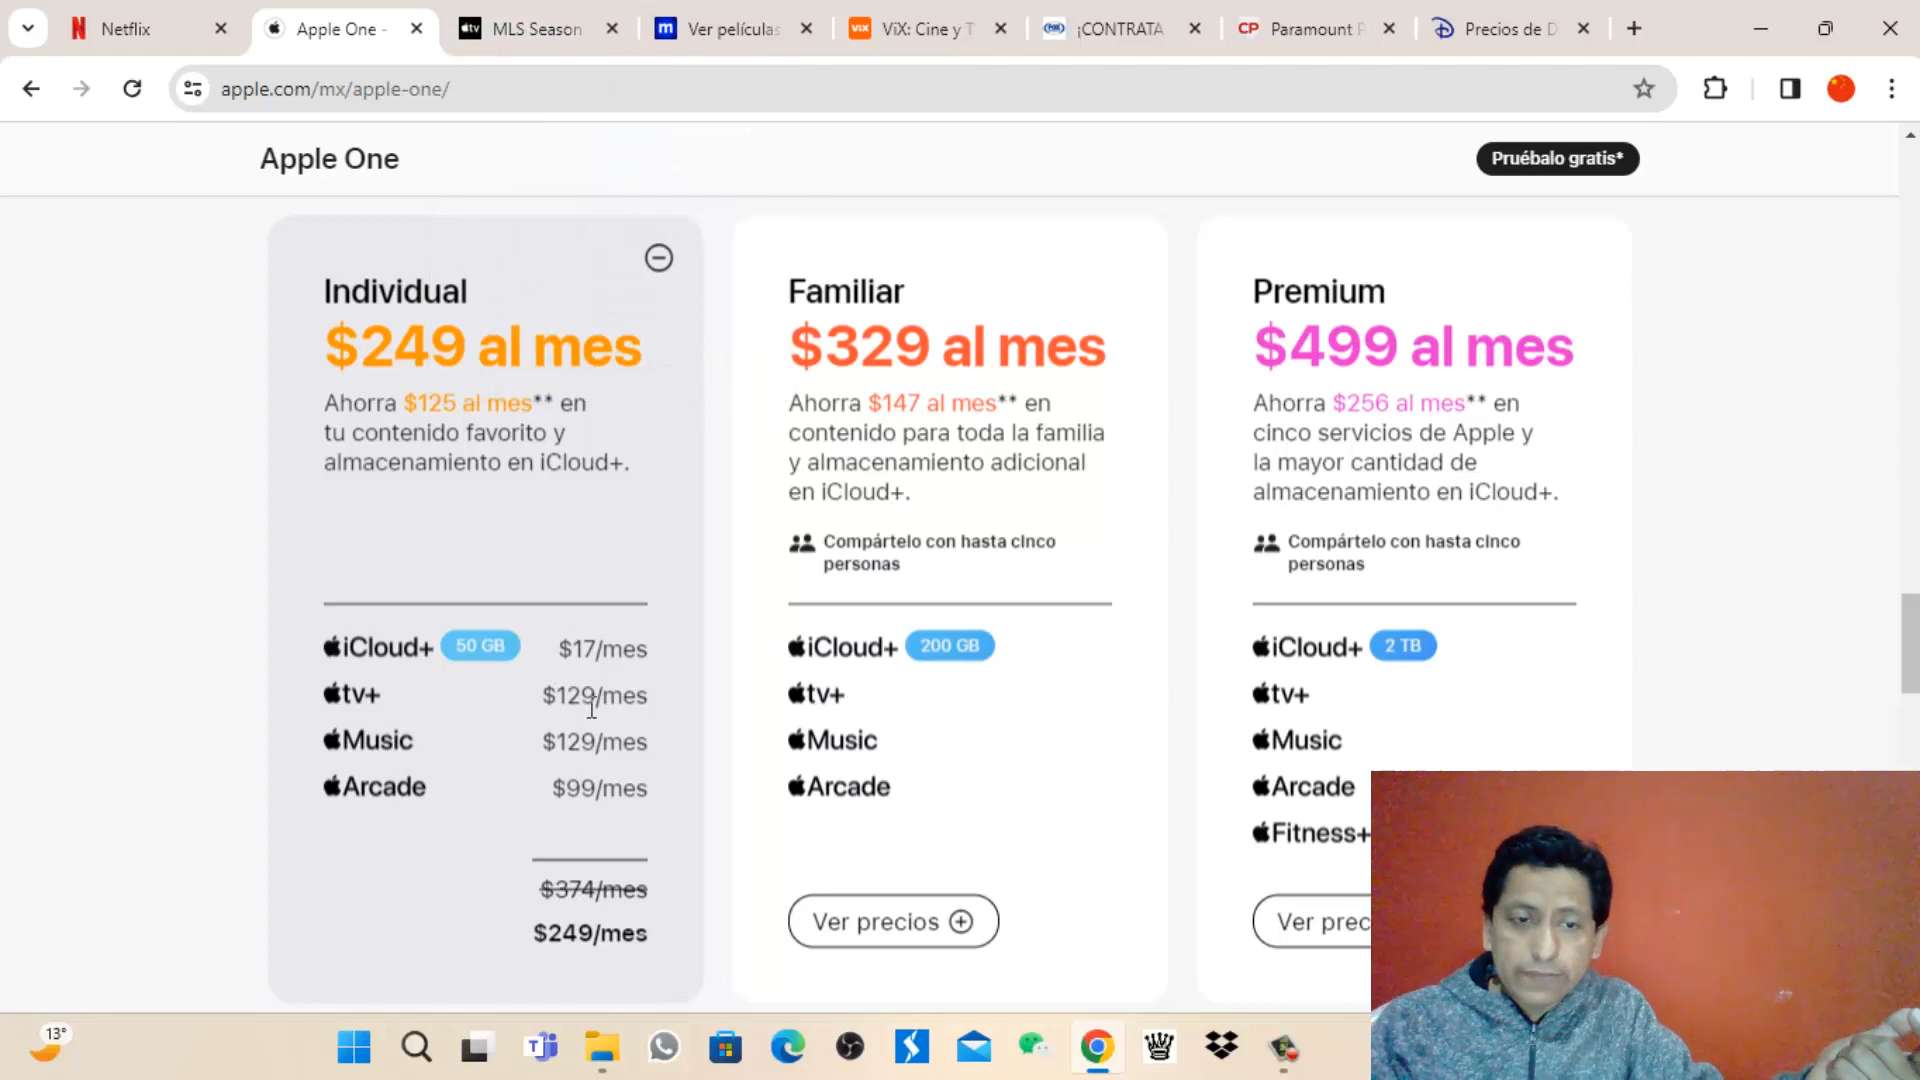 Netflix
Apple One -
MLS Season
Ver películas
ViX: Cine y T
¡CONTRATA
Paramount P
Precios de D
apple.com/mx/apple-one/
Apple One
Pruébalo gratis*
Individual
$249 al mes
Ahorra $125 al mes** en
tu contenido favorito y
almacenamiento en iCloud+.
iCloud+ 50 GB $17/mes
tv+ $129/mes
Music $129/mes
Arcade $99/mes
$374/mes
$249/mes
Familiar
$329 al mes
Ahorra $147 al mes** en
contenido para toda la familia
y almacenamiento adicional
en iCloud+.
Compártelo con hasta cinco
personas
iCloud+ 200 GB
tv+
Music
Arcade
Ver precios
Premium
$499 al mes
Ahorra $256 al mes** en
cinco servicios de Apple y
la mayor cantidad de
almacenamiento en iCloud+.
Compártelo con hasta cinco
personas
iCloud+ 2 TB
tv+
Music
Arcade
Fitness+
Ver prec
13°